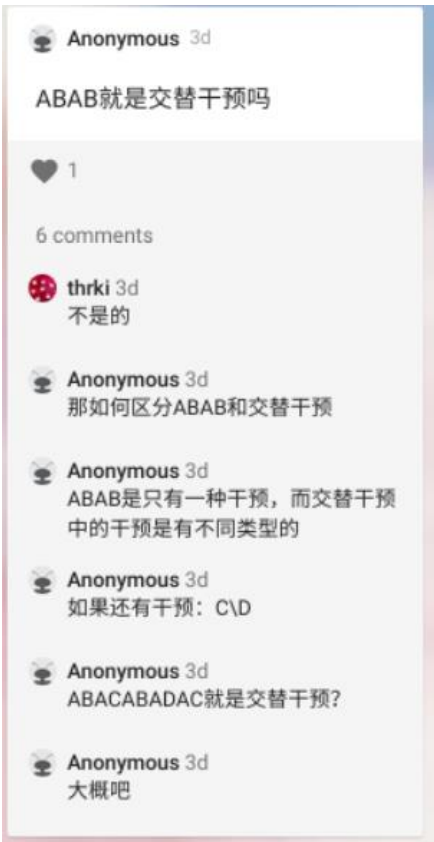 Anonymous 3d
ABAB就是交替干预吗
1
6 comments
thrki 3d
不是的
Anonymous 3d
那如何区分ABAB和交替干预
Anonymous 3d
ABAB是只有一种干预，而交替干预
中的干预是有不同类型的
Anonymous 3d
如果还有干预：C\D
Anonymous 3d
ABACABADAC就是交替干预？
Anonymous 3d
大概吧